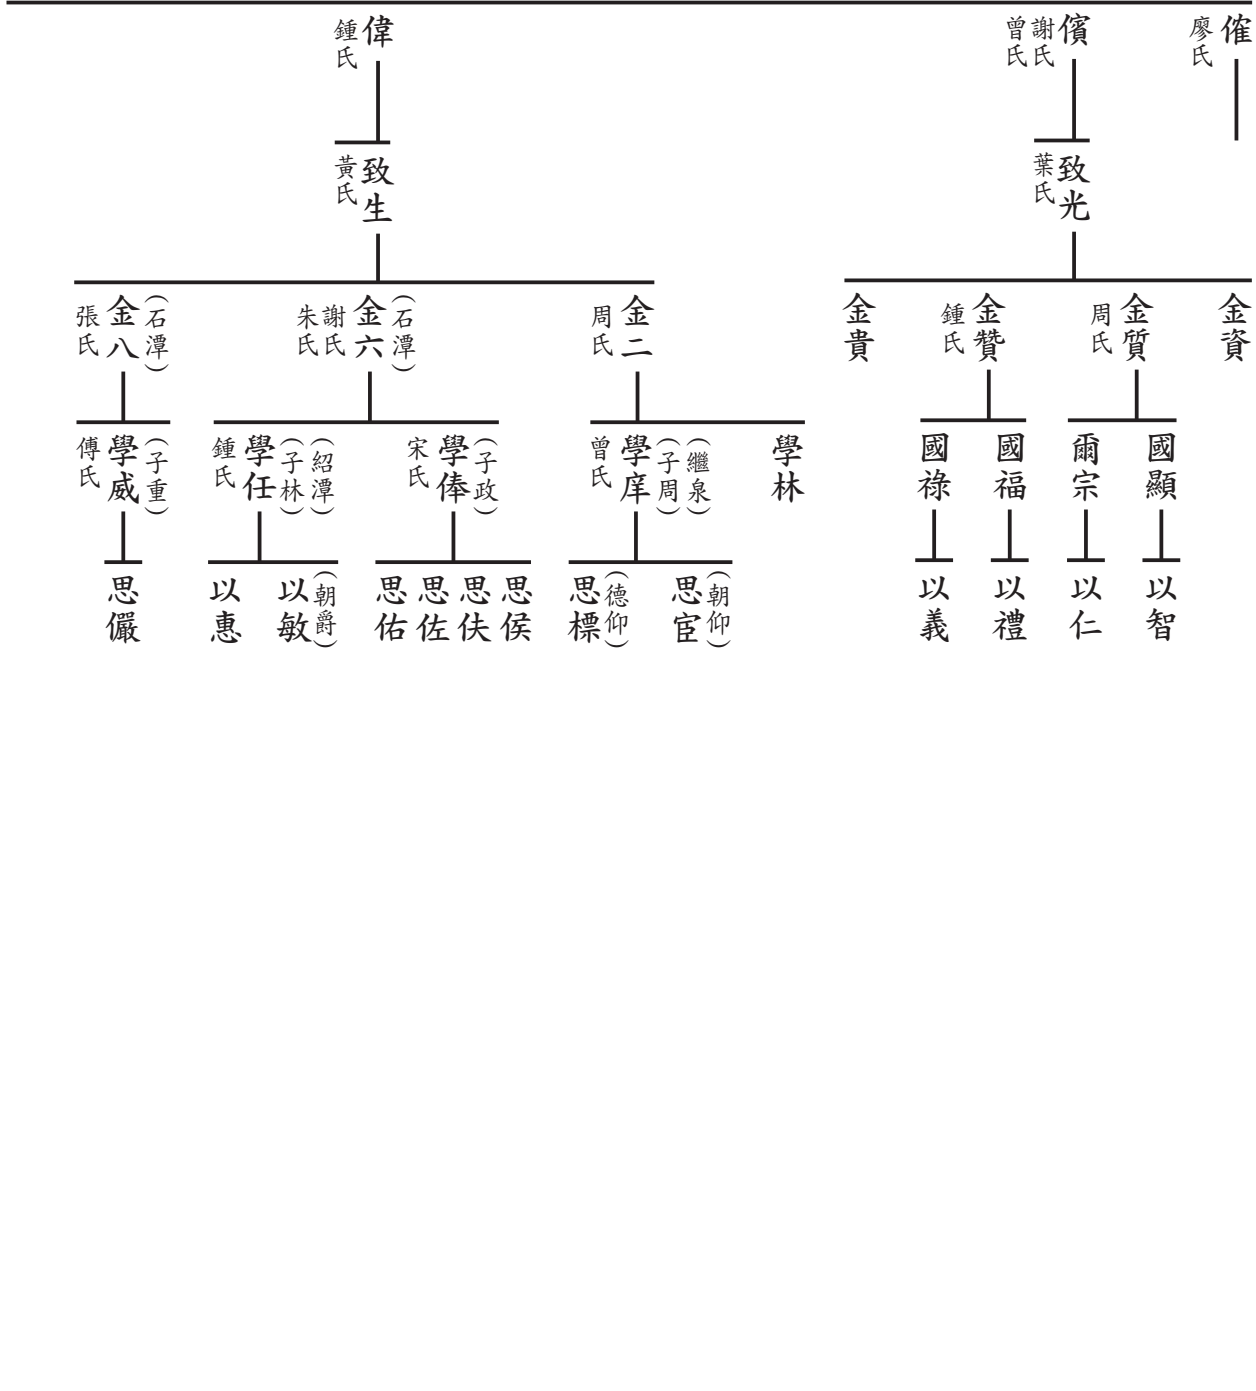 傕
廖氏
儐
謝氏
曾氏
偉
鍾氏
致光
葉氏
致生
黃氏
金資
金質
周氏
金贊
鍾氏
金貴
金二
周氏
(石潭)
金六
謝氏
朱氏
(石潭)
金八
張氏
國顯
爾宗
國福
國祿
學林
(繼泉)
(子周)
學庠
曾氏
(子政)
學俸
宋氏
(紹潭)
(子林)
學任
鍾氏
(子重)
學威
傅氏
以智
以仁
以禮
以義
(朝仰)
思宦
(德仰)
思標
思侯
思伕
思佐
思佑
(朝爵)
以敏
以惠
思儼